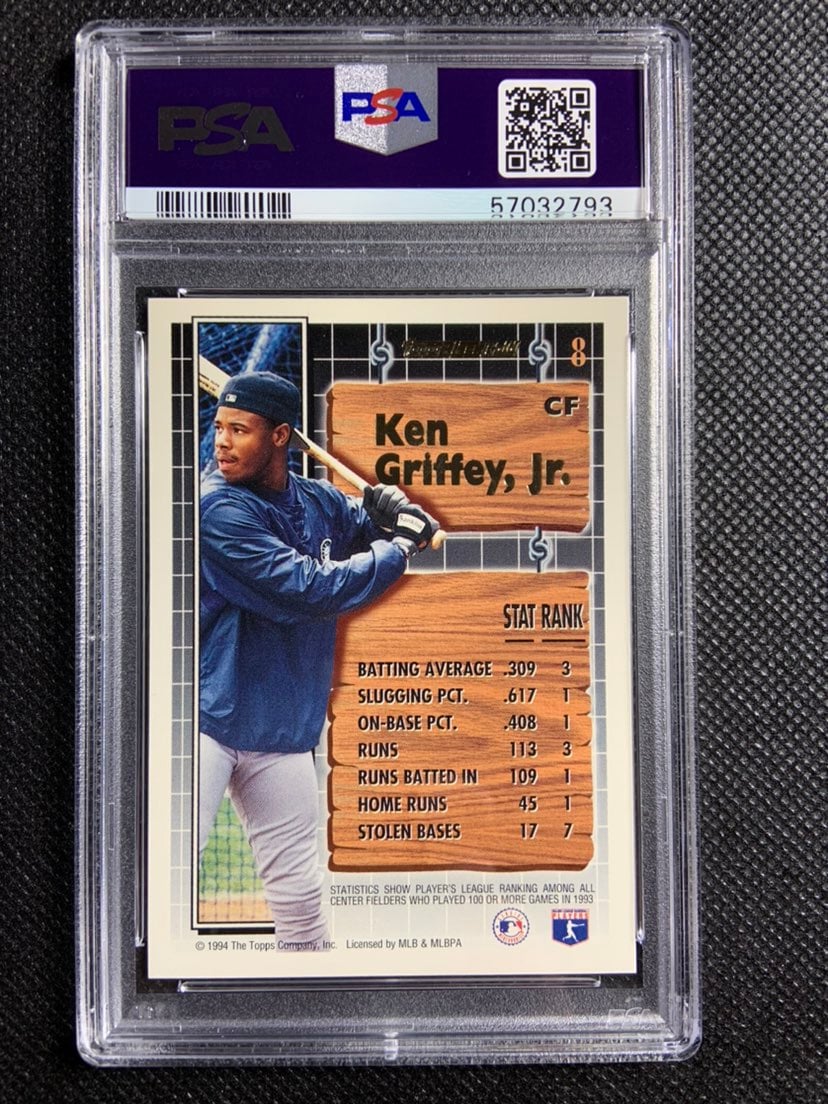 PSA
PSA
57032793
8
CF
Ken
Griffey, Jr.
STAT RANK
BATTING AVERAGE .309 3
SLUGGING PCT. .617 1
ON-BASE PCT. .408 1
RUNS 113 3
RUNS BATTED IN 109 1
HOME RUNS 45 1
STOLEN BASES 17 7
STATISTICS SHOW PLAYER'S LEAGUE RANKING AMONG ALL
CENTER FIELDERS WHO PLAYED 100 OR MORE GAMES IN 1993
PLAYERS
© 1994 The Topps Company, Inc. Licensed by MLB & MLBPA